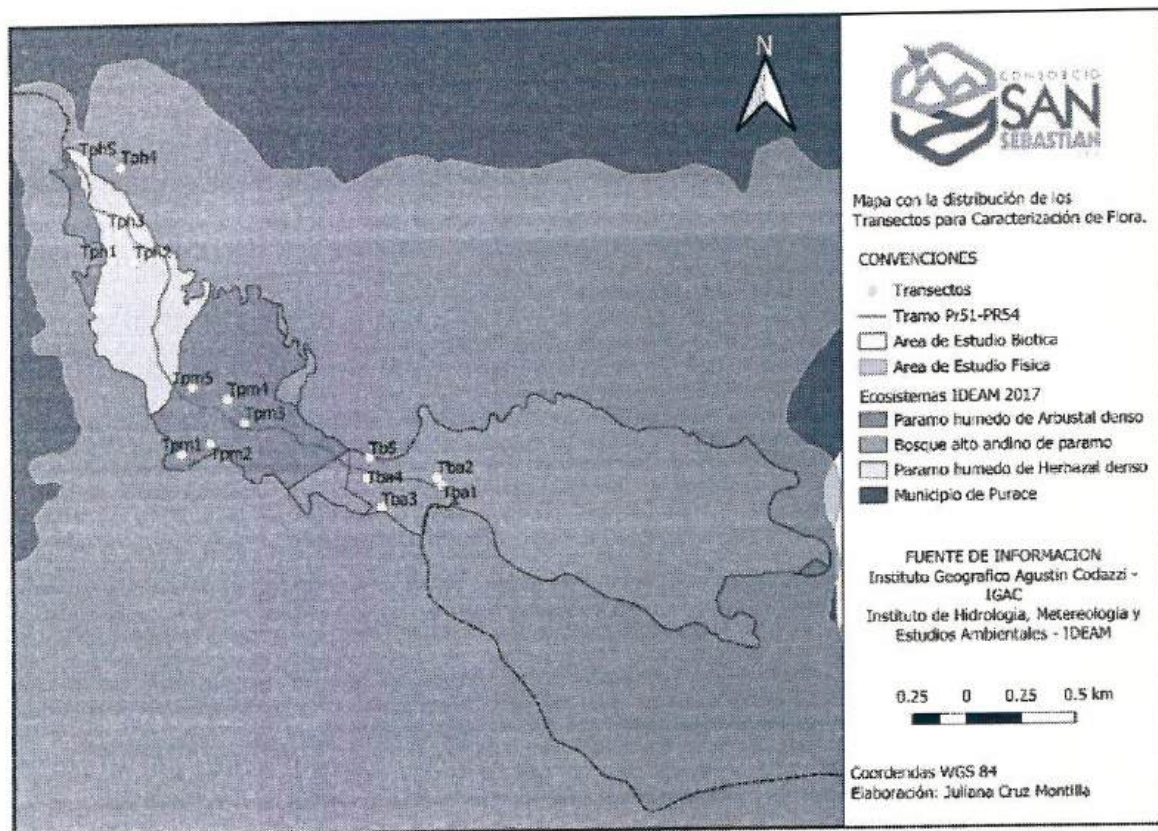 N
Tph5
Tph4
Tph3
Tph1
Tph2
Tpm5
Tpm4
Tpm3
Tpm1
Tpm2
Tb5
Tba4
Tba2
Tba1
Tba3
CONSORCIO
SAN
SEBASTIAN
Mapa con la distribución de los
Transectos para Caracterización de Flora.
CONVENCIONES
Transectos
Tramo Pr51-PR54
Area de Estudio Biotica
Area de Estudio Fisica
Ecosistemas IDEAM 2017
Paramo humedo de Arbustal denso
Bosque alto andino de paramo
Paramo humedo de Herbazal denso
Municipio de Purace
FUENTE DE INFORMACION
Instituto Geografico Agustin Codazzi -
IGAC
Instituto de Hidrologia, Metereologia y
Estudios Ambientales - IDEAM
0.25 0 0.25 0.5 km
Coordendas WGS 84
Elaboración: Juliana Cruz Montilla